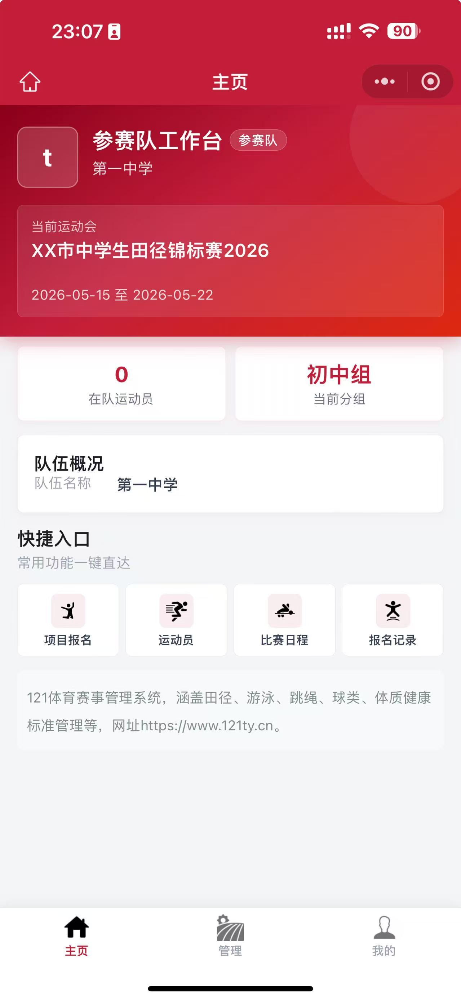 23:07
90
主页
t
参赛队工作台 参赛队
第一中学
当前运动会
XX市中学生田径锦标赛2026
2026-05-15 至 2026-05-22
0
在队运动员
初中组
当前分组
队伍概况
队伍名称 第一中学
快捷入口
常用功能一键直达
项目报名 运动员 比赛日程 报名记录
121体育赛事管理系统，涵盖田径、游泳、跳绳、球类、体质健康
标准管理等，网址https://www.121ty.cn。
主页 管理 我的